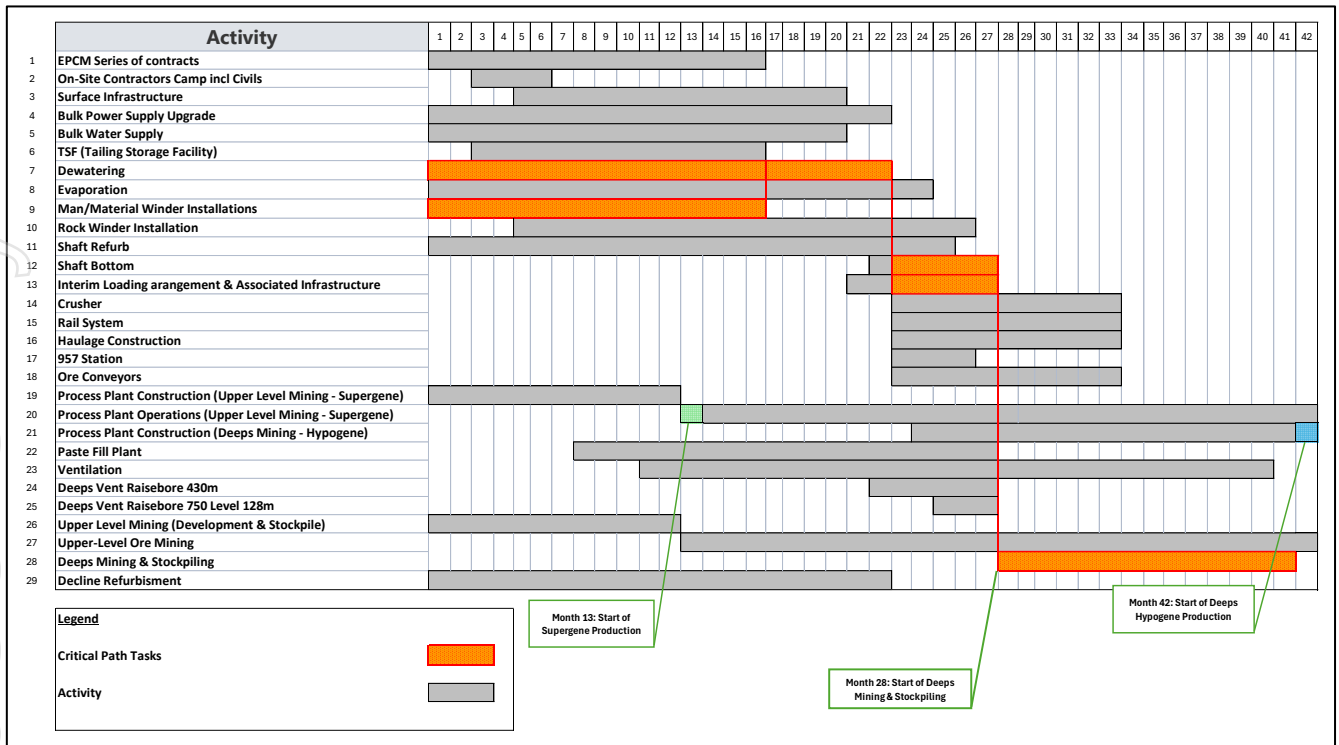 Activity 1 2 3 4 5 6 7 8 9 10 11 12 13 14 15 16 17 18 19 20 21 22 23 24 25 26 27 28 29 30 31 32 33 34 35 36 37 38 39 40 41 42
1 EPCM Series of contracts
2 On-Site Contractors Camp incl Civils
3 Surface Infrastructure
4 Bulk Power Supply Upgrade
5 Bulk Water Supply
6 TSF (Tailing Storage Facility)
7 Dewatering
8 Evaporation
9 Man/Material Winder Installations
10 Rock Winder Installation
11 Shaft Refurb
12 Shaft Bottom
13 Interim Loading arangement & Associated Infrastructure
14 Crusher
15 Rail System
16 Haulage Construction
17 957 Station
18 Ore Conveyors
19 Process Plant Construction (Upper Level Mining - Supergene)
20 Process Plant Operations (Upper Level Mining - Supergene)
21 Process Plant Construction (Deeps Mining - Hypogene)
22 Paste Fill Plant
23 Ventilation
24 Deeps Vent Raisebore 430m
25 Deeps Vent Raisebore 750 Level 128m
26 Upper Level Mining (Development & Stockpile)
27 Upper-Level Ore Mining
28 Deeps Mining & Stockpiling
29 Decline Refurbisment
Legend
Critical Path Tasks
Activity
Month 13: Start of
Supergene Production
Month 28: Start of Deeps
Mining & Stockpiling
Month 42: Start of Deeps
Hypogene Production